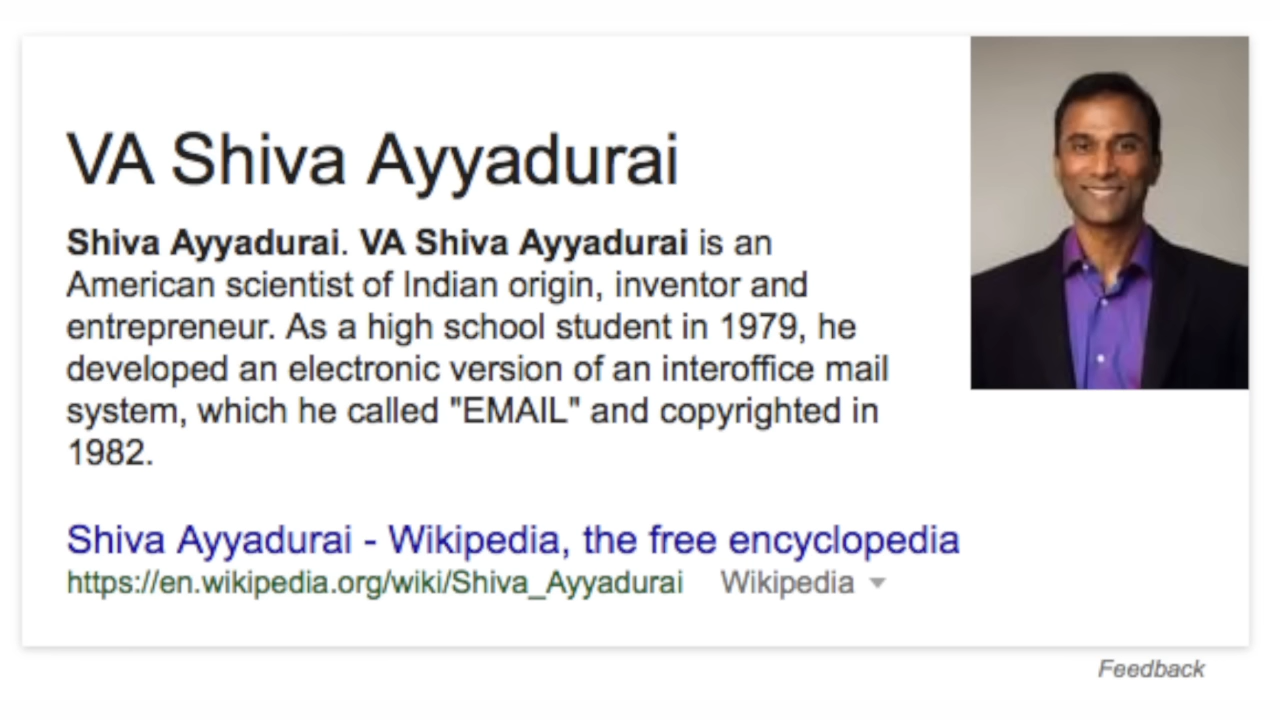 VA Shiva Ayyadurai
Shiva Ayyadurai. VA Shiva Ayyadurai is an
American scientist of Indian origin, inventor and
entrepreneur. As a high school student in 1979, he
developed an electronic version of an interoffice mail
system, which he called "EMAIL" and copyrighted in
1982.
Shiva Ayyadurai - Wikipedia, the free encyclopedia
https://en.wikipedia.org/wiki/Shiva_Ayyadurai Wikipedia
Feedback